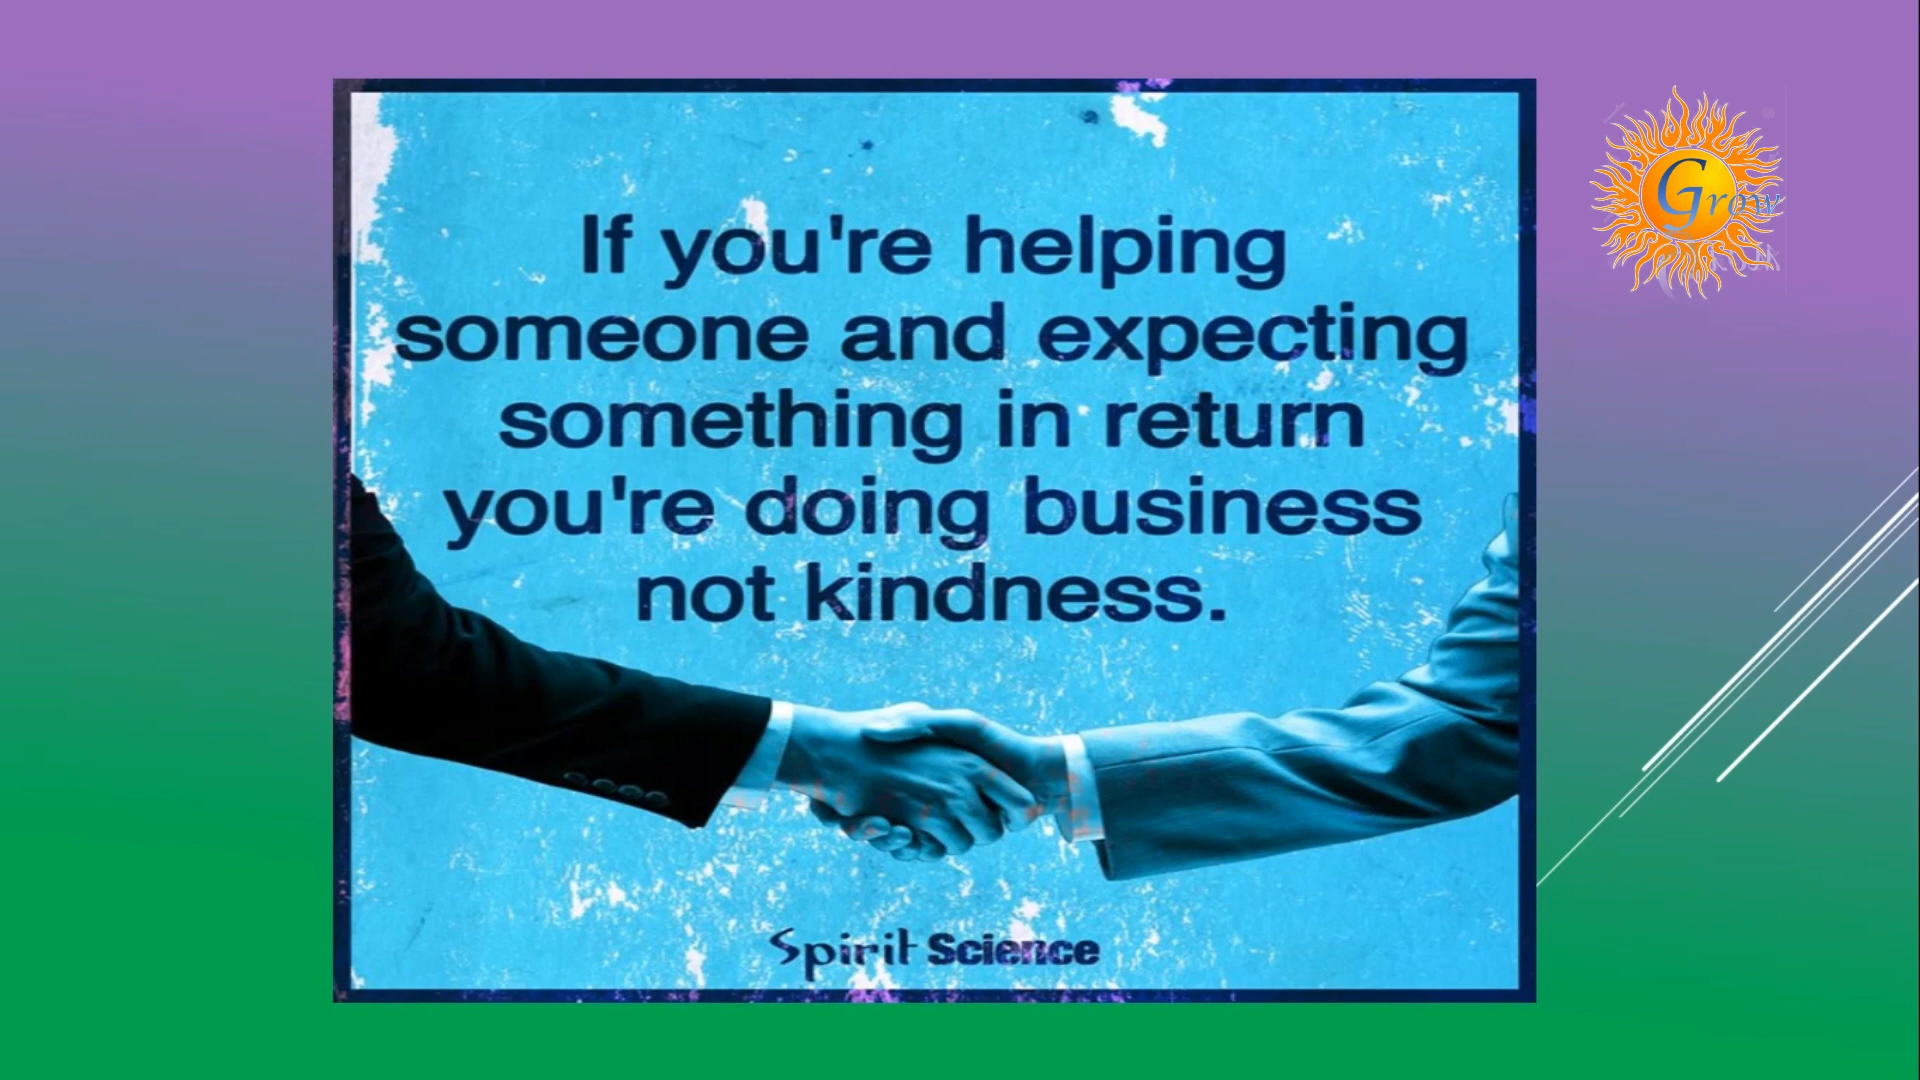 If you're helping
someone and expecting
something in return
you're doing business
not kindness.
Spirit Science
Grow